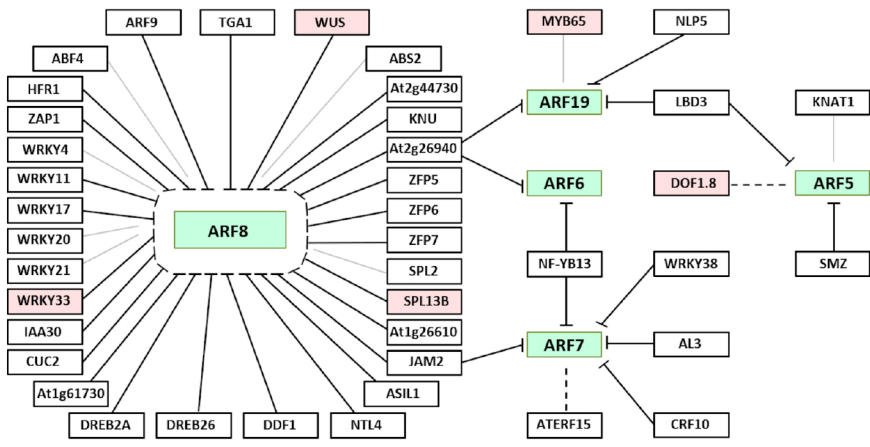 ARF9
TGA1
WUS
MYB65
NLP5
ABF4
ABS2
HFR1
At2g44730
ARF19
LBD3
KNAT1
ZAP1
KNU
WRKY4
At2g26940
WRKY11
ZFP5
ARF6
DOF1.8
ARF5
WRKY17
ZFP6
ARF8
WRKY20
ZFP7
WRKY21
SPL2
NF-YB13
WRKY38
SMZ
WRKY33
SPL13B
IAA30
At1g26610
ARF7
AL3
CUC2
JAM2
At1g61730
ASIL1
DREB2A
DREB26
DDF1
NTL4
ATERF15
CRF10